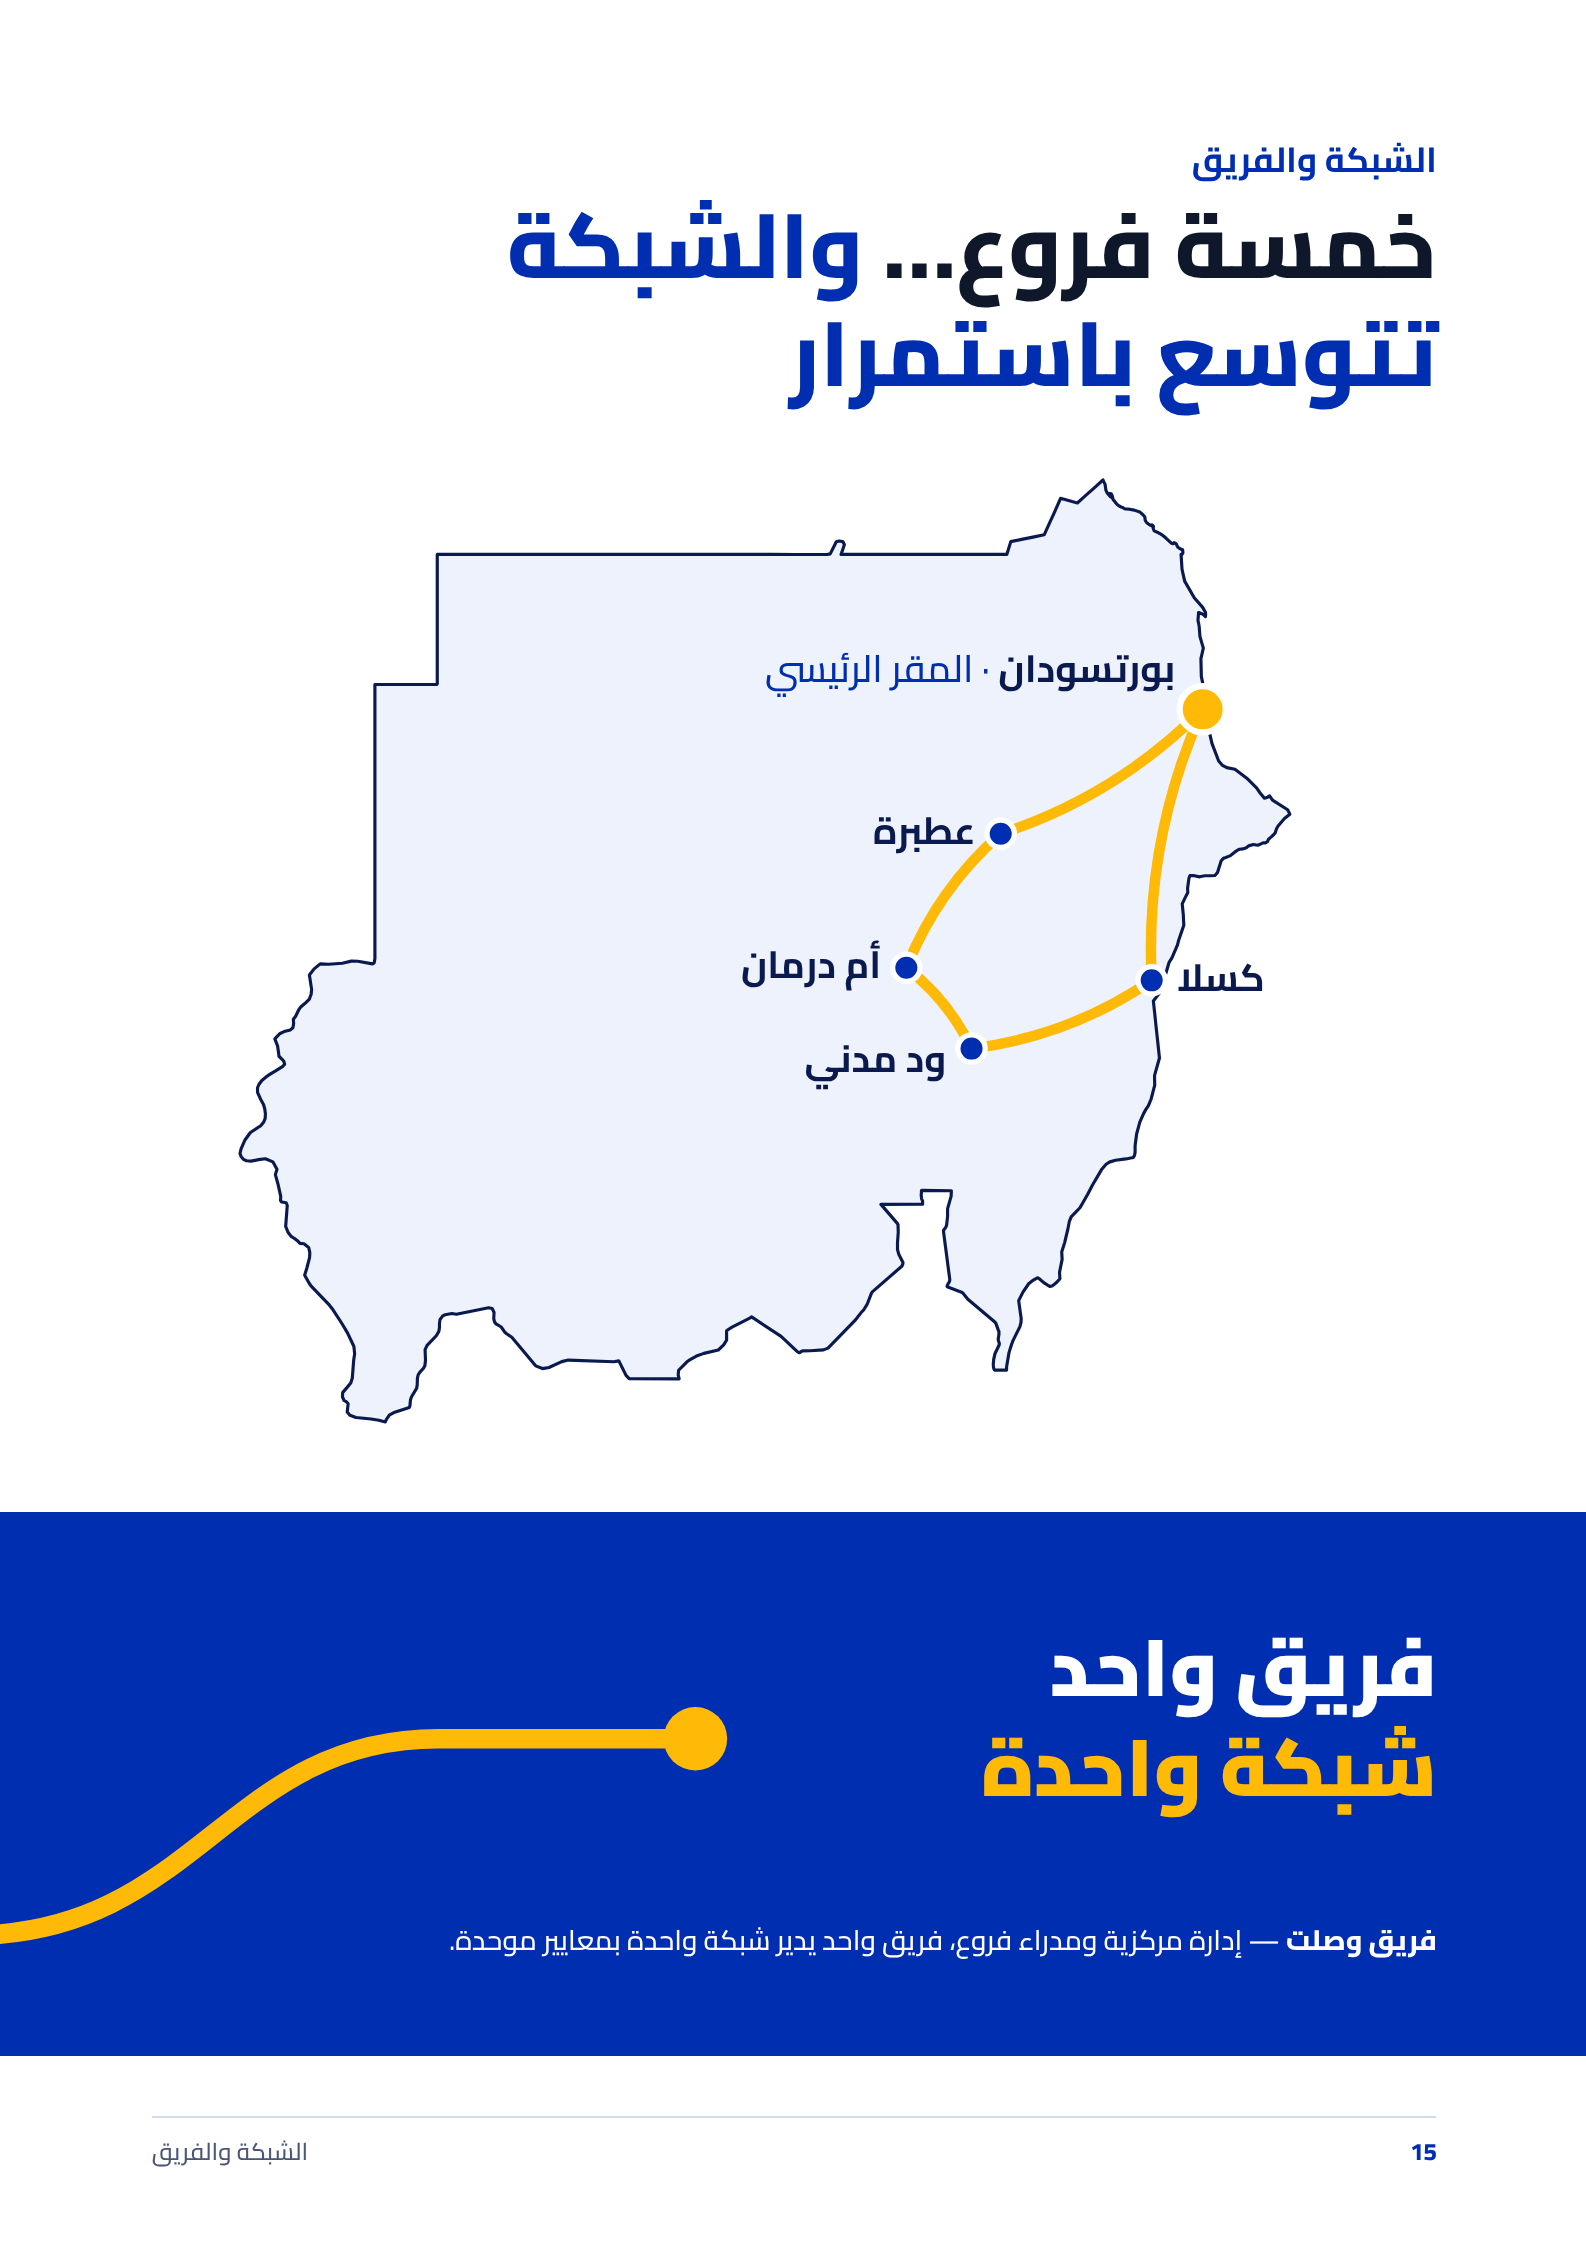 الشبكة والفريق
خمسة فروع... والشبكة
تتوسع باستمرار
بورتسودان · المقر الرئيسي
عطبرة
أم درمان
كسلا
ود مدني
فريق واحد
شبكة واحدة
فريق وصلت — إدارة مركزية ومدراء فروع، فريق واحد يدير شبكة واحدة بمعايير موحدة.
15
الشبكة والفريق